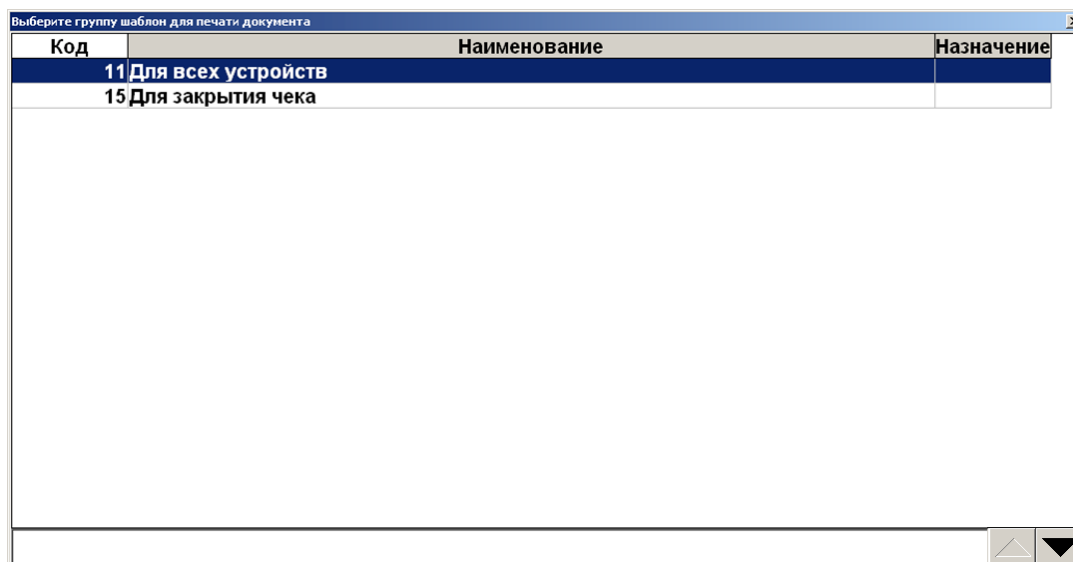 Выберите группу шаблон для печати документа
Код Наименование Назначение
11 Для всех устройств
15 Для закрытия чека